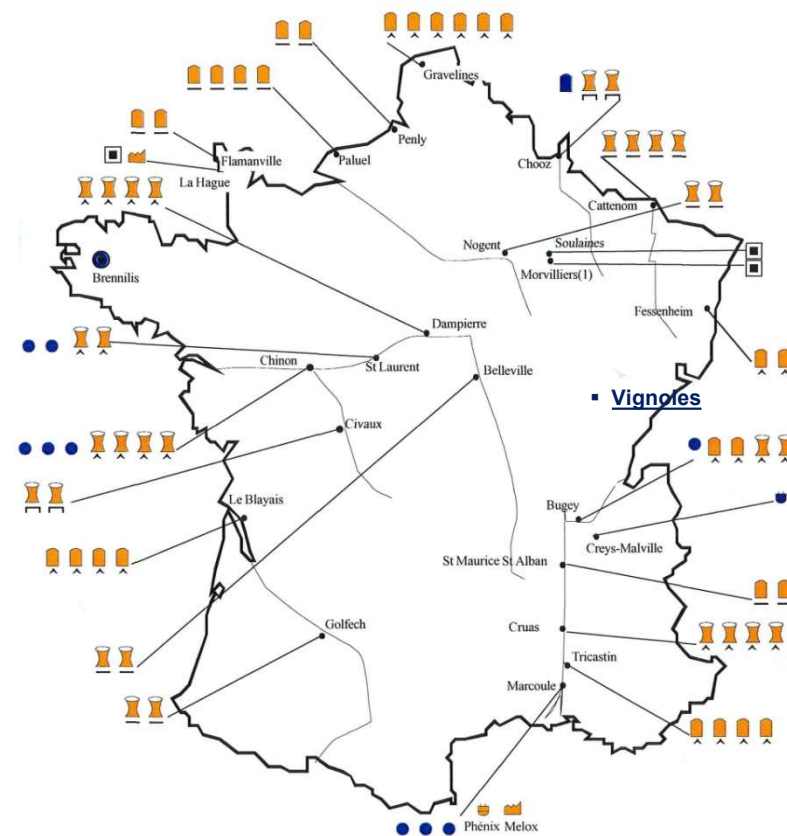 Gravelines
Penly
Flamanville
Paluel
Chooz
La Hague
Cattenom
Nogent
Soulaines
Morvilliers(1)
Brennilis
Fessenheim
Dampierre
Chinon
St Laurent
Belleville
▪ Vignoles
Civaux
Le Blayais
Bugey
Creys-Malville
St Maurice St Alban
Golfech
Cruas
Tricastin
Marcoule
Phénix Melox